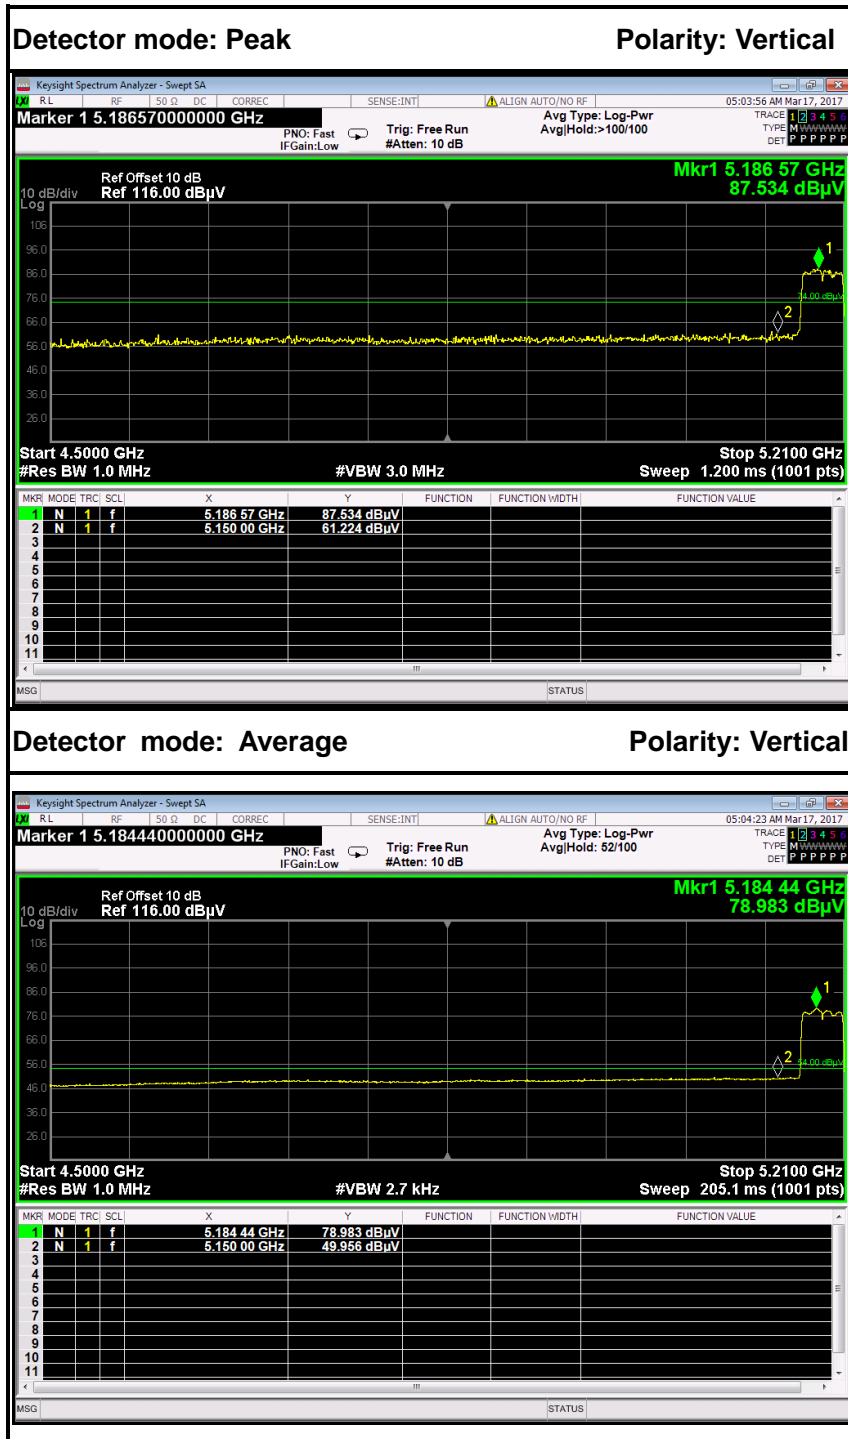 Detector mode: Peak Polarity: Vertical
Keysight Spectrum Analyzer - Swept SA
LXI RL RF 50 Ω DC CORREC SENSE:INT ALIGN AUTO/NO RF 05:03:56 AM Mar 17, 2017
Marker 1 5.186570000000 GHz
PNO: Fast
IFGain:Low
Trig: Free Run
#Atten: 10 dB
Avg Type: Log-Pwr
Avg|Hold:>100/100
TRACE 1 2 3 4 5 6
TYPE M WWWWW
DET P P P P P P
Mkr1 5.186 57 GHz
87.534 dBµV
Ref Offset 10 dB
10 dB/div Ref 116.00 dBµV
Log
106
96.0
86.0
76.0
66.0
56.0
46.0
36.0
26.0
1
74.00 dBµV
2
Start 4.5000 GHz Stop 5.2100 GHz
#Res BW 1.0 MHz #VBW 3.0 MHz Sweep 1.200 ms (1001 pts)
MKR MODE TRC SCL X Y FUNCTION FUNCTION WIDTH FUNCTION VALUE
1 N 1 f 5.186 57 GHz 87.534 dBµV
2 N 1 f 5.150 00 GHz 61.224 dBµV
3
4
5
6
7
8
9
10
11
MSG STATUS
Detector mode: Average Polarity: Vertical
Keysight Spectrum Analyzer - Swept SA
LXI RL RF 50 Ω DC CORREC SENSE:INT ALIGN AUTO/NO RF 05:04:23 AM Mar 17, 2017
Marker 1 5.184440000000 GHz
PNO: Fast
IFGain:Low
Trig: Free Run
#Atten: 10 dB
Avg Type: Log-Pwr
Avg|Hold: 52/100
TRACE 1 2 3 4 5 6
TYPE M WWWWW
DET P P P P P P
Mkr1 5.184 44 GHz
78.983 dBµV
Ref Offset 10 dB
10 dB/div Ref 116.00 dBµV
Log
106
96.0
86.0
76.0
66.0
56.0
46.0
36.0
26.0
1
2
54.00 dBµV
Start 4.5000 GHz Stop 5.2100 GHz
#Res BW 1.0 MHz #VBW 2.7 kHz Sweep 205.1 ms (1001 pts)
MKR MODE TRC SCL X Y FUNCTION FUNCTION WIDTH FUNCTION VALUE
1 N 1 f 5.184 44 GHz 78.983 dBµV
2 N 1 f 5.150 00 GHz 49.956 dBµV
3
4
5
6
7
8
9
10
11
MSG STATUS